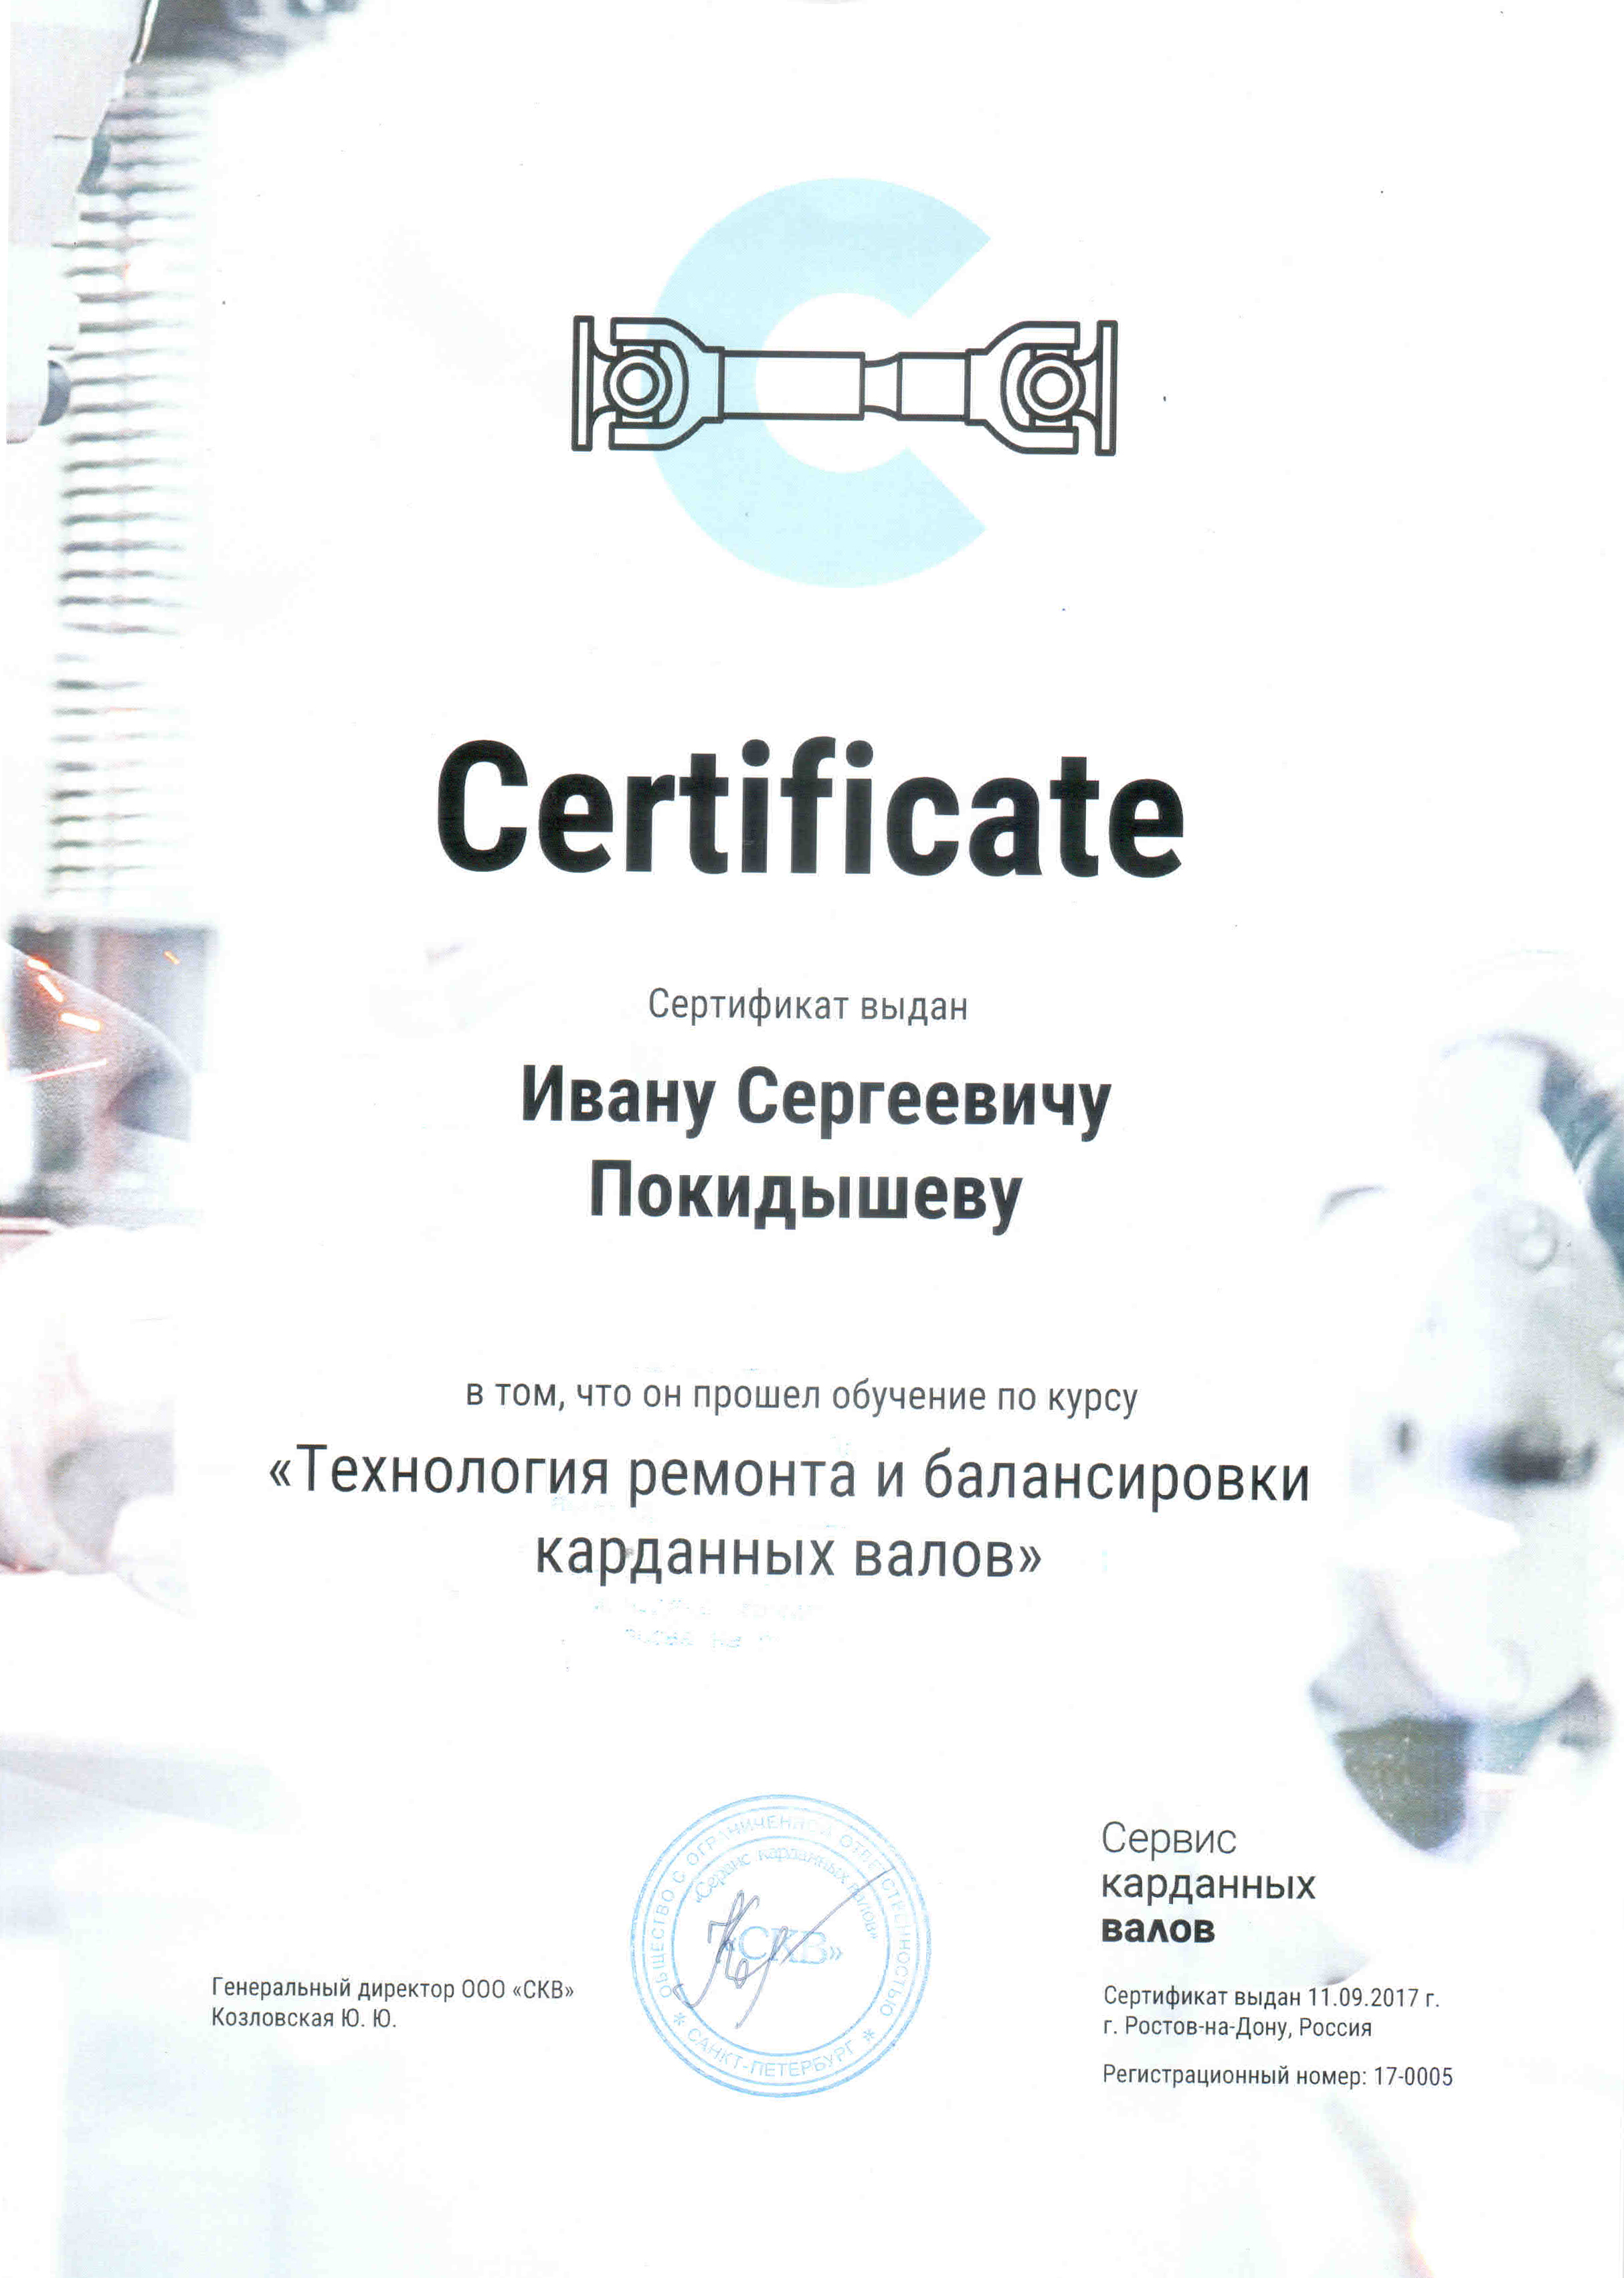 Certificate
Сертификат выдан
Ивану Сергеевичу
Покидышеву
в том, что он прошел обучение по курсу
«Технология ремонта и балансировки
карданных валов»
Генеральный директор ООО «СКВ»
Козловская Ю. Ю.
ОБЩЕСТВО С ОГРАНИЧЕННОЙ ОТВЕТСТВЕННОСТЬЮ
«Сервис карданных валов»
«СКВ»
* САНКТ-ПЕТЕРБУРГ *
Сервис
карданных
валов
Сертификат выдан 11.09.2017 г.
г. Ростов-на-Дону, Россия
Регистрационный номер: 17-0005